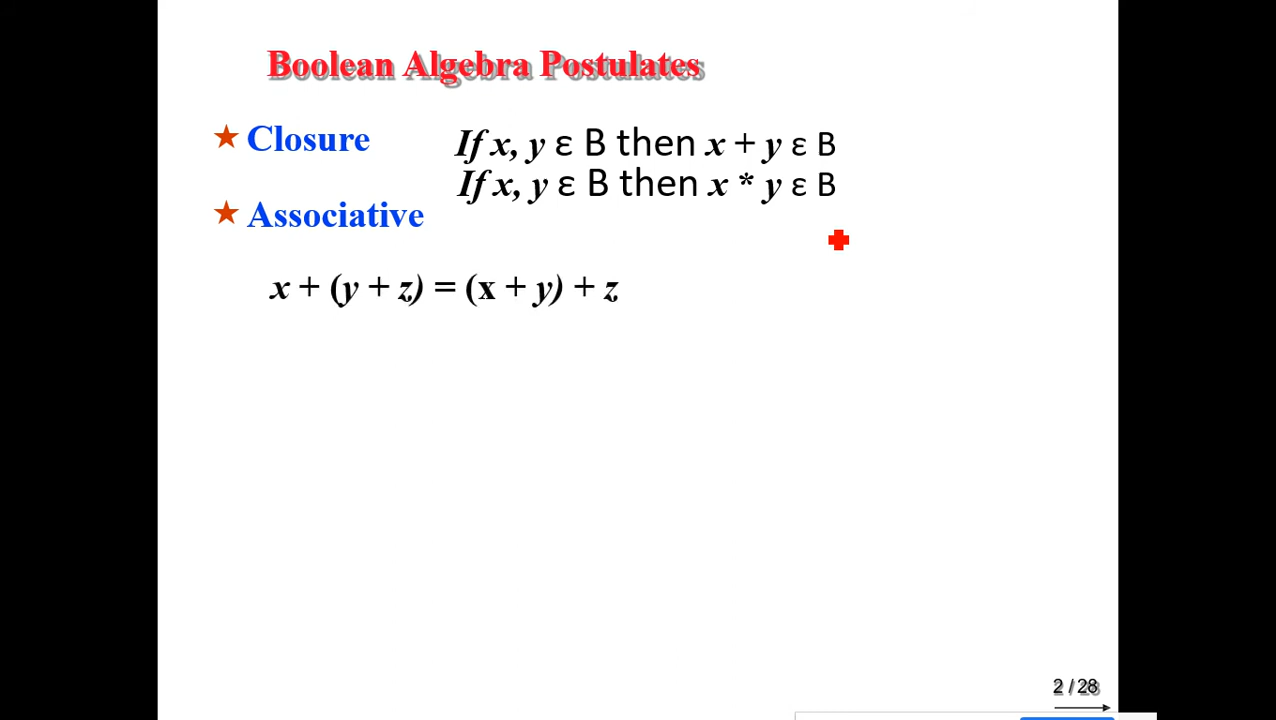 Boolean Algebra Postulates
★ Closure
If x, y ε B then x + y ε B
If x, y ε B then x * y ε B
★ Associative
x + (y + z) = (x + y) + z
2 / 28